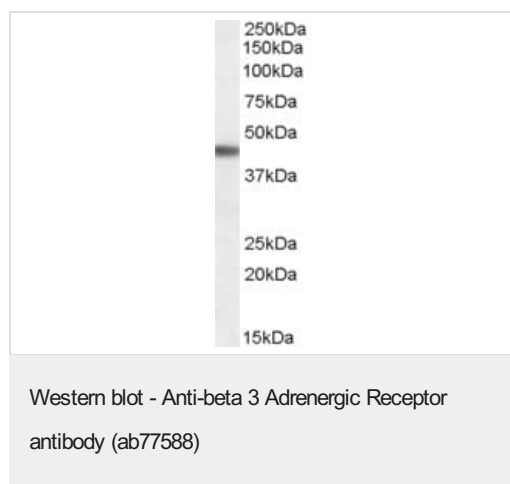 250kDa
150kDa
100kDa
75kDa
50kDa
37kDa
25kDa
20kDa
15kDa
Western blot - Anti-beta 3 Adrenergic Receptor
antibody (ab77588)